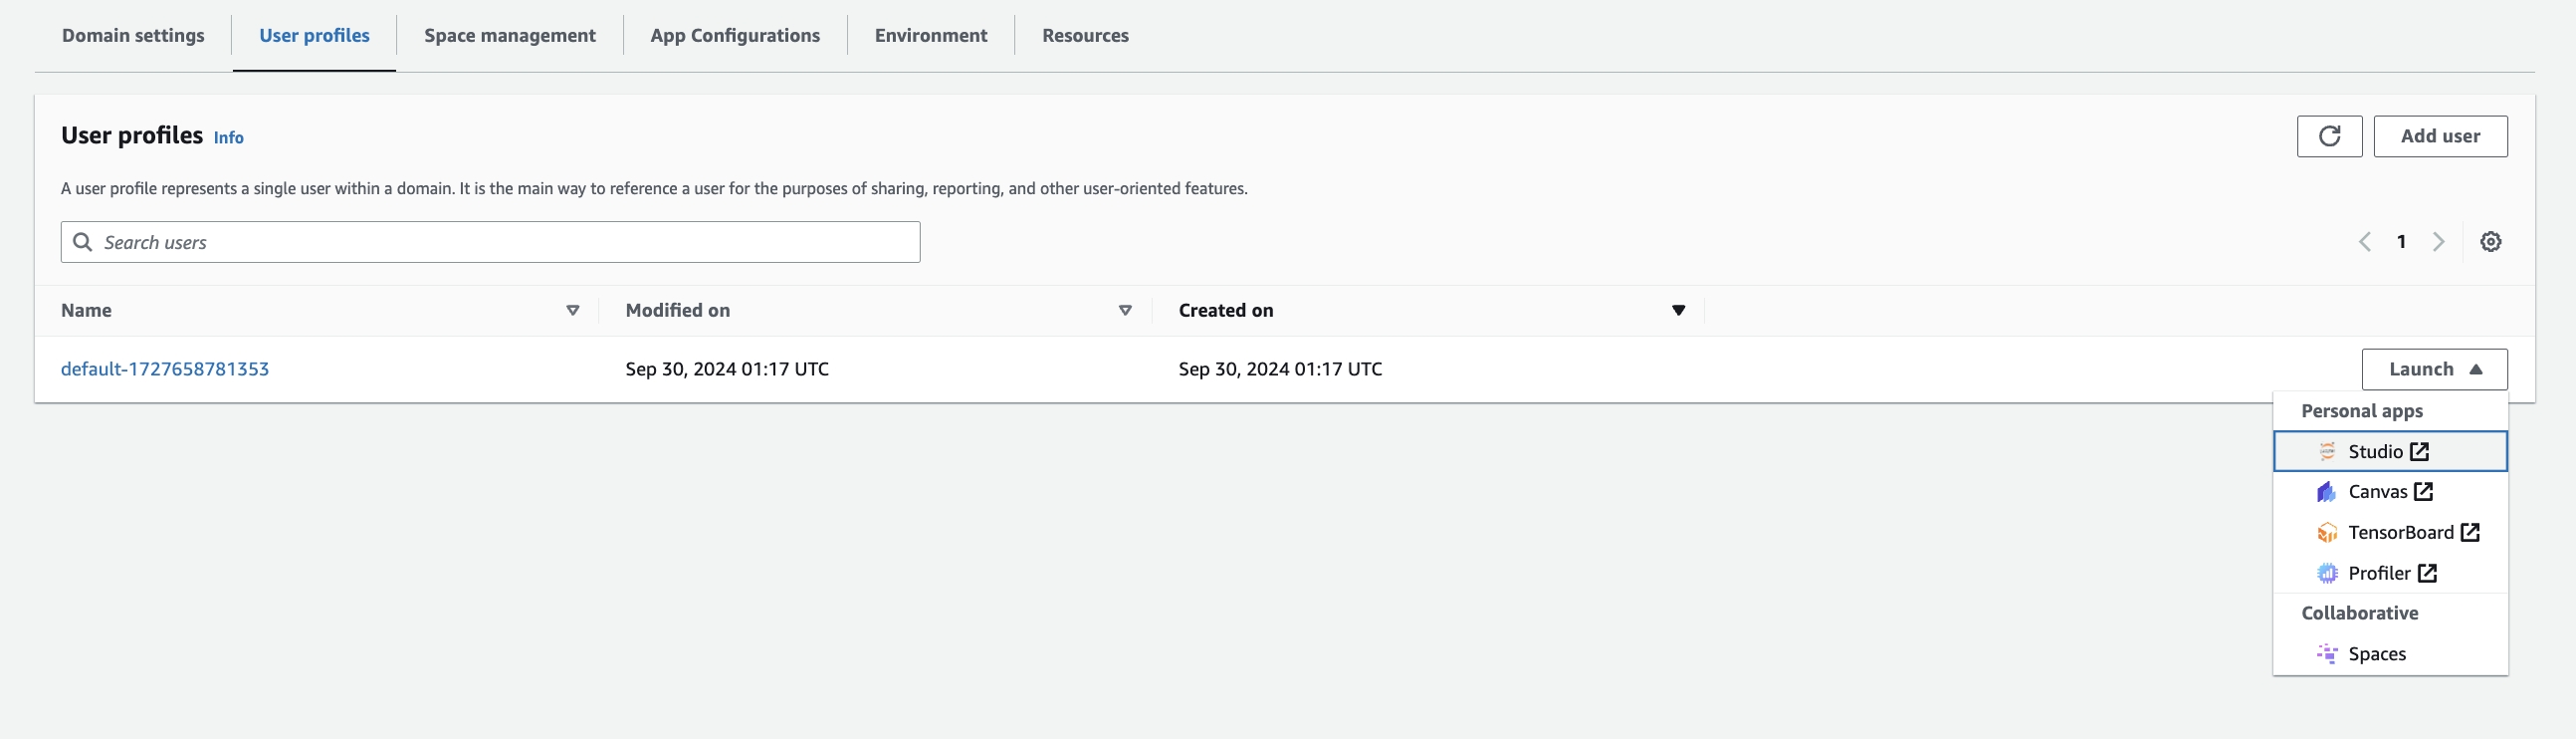 Domain settings
User profiles
Space management
App Configurations
Environment
Resources
User profiles Info
Add user
A user profile represents a single user within a domain. It is the main way to reference a user for the purposes of sharing, reporting, and other user-oriented features.
Search users
1
Name
Modified on
Created on
default-1727658781353
Sep 30, 2024 01:17 UTC
Sep 30, 2024 01:17 UTC
Launch
Personal apps
Studio
Canvas
TensorBoard
Profiler
Collaborative
Spaces